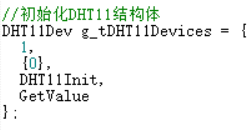 //初始化DHT11结构体
DHT11Dev g_tDHT11Devices = {
1,
{0},
DHT11Init,
GetValue
};